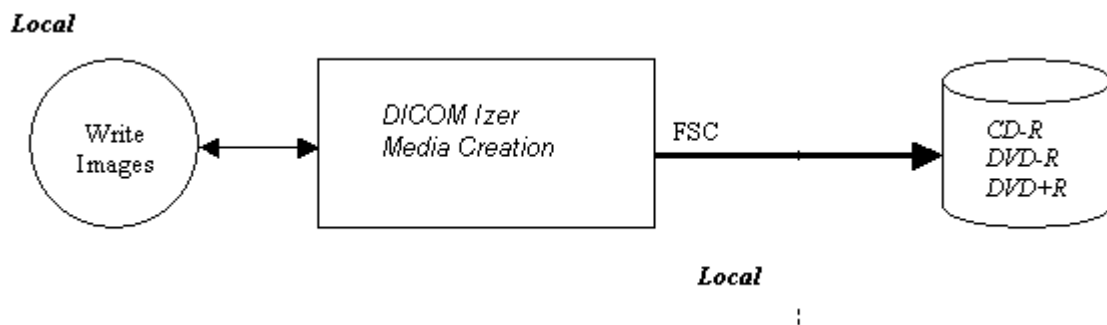 Local
Write
Images
DICOM Izer
Media Creation
FSC
CD-R
DVD-R
DVD+R
Local